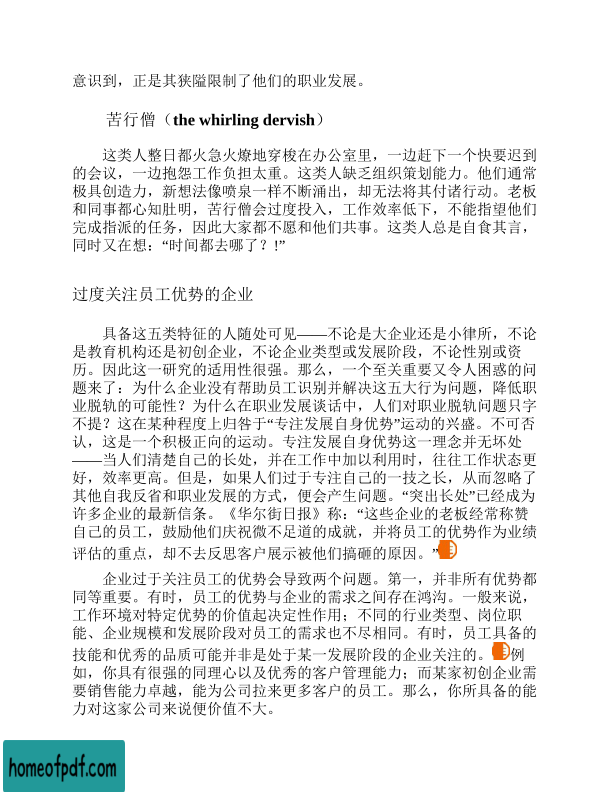 意识到，正是其狭隘限制了他们的职业发展。
苦行僧（the whirling dervish）
这类人整日都火急火燎地穿梭在办公室里，一边赶下一个快要迟到
的会议，一边抱怨工作负担太重。这类人缺乏组织策划能力。他们通常
极具创造力，新想法像喷泉一样不断涌出，却无法将其付诸行动。老板
和同事都心知肚明，苦行僧会过度投入，工作效率低下，不能指望他们
完成指派的任务，因此大家都不愿和他们共事。这类人总是自食其言，
同时又在想：“时间都去哪了？!”
过度关注员工优势的企业
具备这五类特征的人随处可见——不论是大企业还是小律所，不论
是教育机构还是初创企业，不论企业类型或发展阶段，不论性别或资
历。因此这一研究的适用性很强。那么，一个至关重要又令人困惑的问
题来了：为什么企业没有帮助员工识别并解决这五大行为问题，降低职
业脱轨的可能性？为什么在职业发展谈话中，人们对职业脱轨问题只字
不提？这在某种程度上归咎于“专注发展自身优势”运动的兴盛。不可否
认，这是一个积极正向的运动。专注发展自身优势这一理念并无坏处
——当人们清楚自己的长处，并在工作中加以利用时，往往工作状态更
好，效率更高。但是，如果人们过于专注自己的一技之长，从而忽略了
其他自我反省和职业发展的方式，便会产生问题。“突出长处”已经成为
许多企业的最新信条。《华尔街日报》称：“这些企业的老板经常称赞
自己的员工，鼓励他们庆祝微不足道的成就，并将员工的优势作为业绩
评估的重点，却不去反思客户展示被他们搞砸的原因。”
企业过于关注员工的优势会导致两个问题。第一，并非所有优势都
同等重要。有时，员工的优势与企业的需求之间存在鸿沟。一般来说，
工作环境对特定优势的价值起决定性作用；不同的行业类型、岗位职
能、企业规模和发展阶段对员工的需求也不尽相同。有时，员工具备的
技能和优秀的品质可能并非是处于某一发展阶段的企业关注的。例
如，你具有很强的同理心以及优秀的客户管理能力；而某家初创企业需
要销售能力卓越，能为公司拉来更多客户的员工。那么，你所具备的能
力对这家公司来说便价值不大。
homeofpdf.com